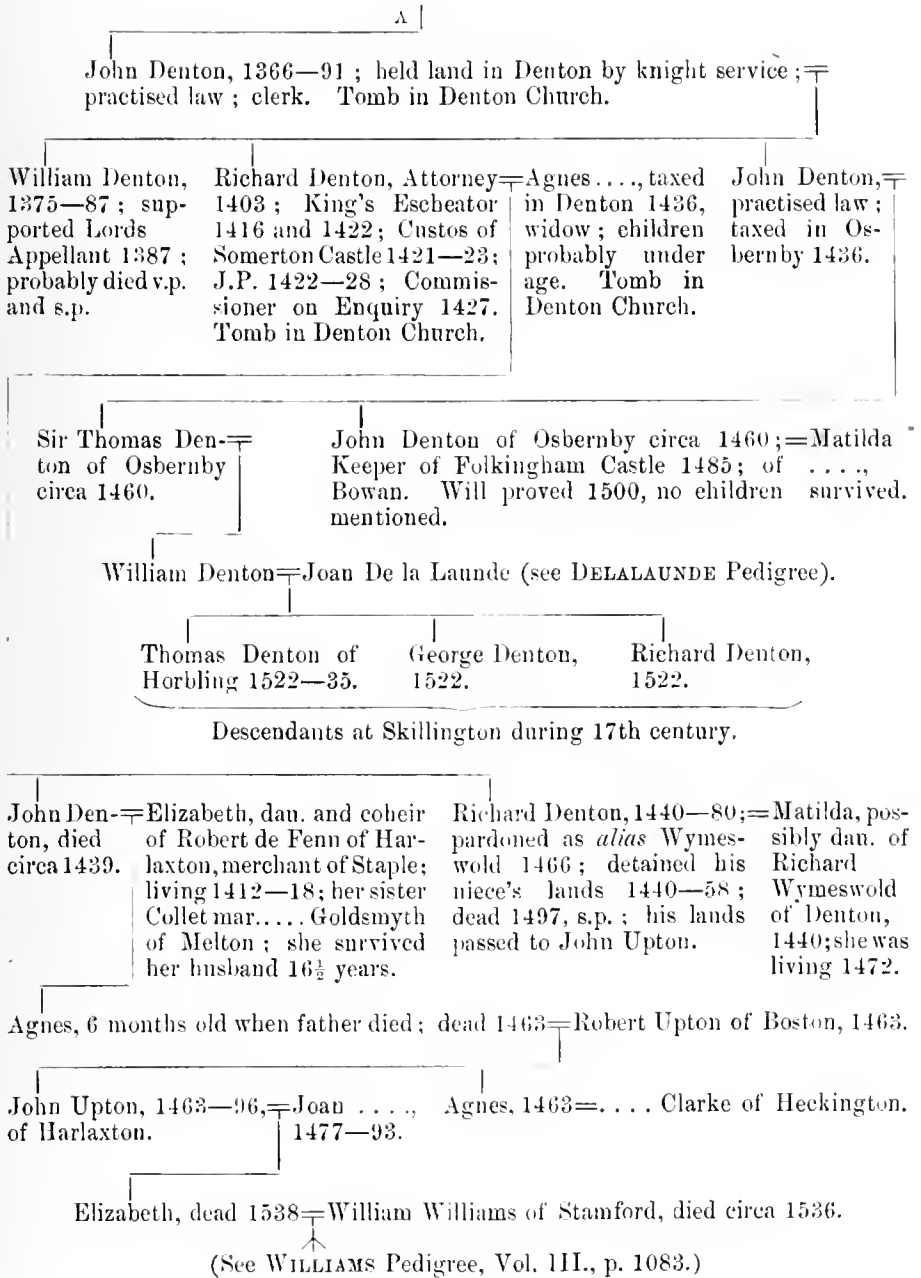 A
John Denton, 1366—91 ; held land in Denton by knight service ;
practised law ; clerk. Tomb in Denton Church.
William Denton,
1375—87 ; sup-
ported Lords
Appellant 1387 ;
probably died v.p.
and s.p.
Richard Denton, Attorney
1403 ; King's Escheator
1416 and 1422 ; Custos of
Somerton Castle 1421—23;
J.P. 1422—28 ; Commis-
sioner on Enquiry 1427.
Tomb in Denton Church.
=Agnes ...., taxed
in Denton 1436,
widow ; children
probably under
age. Tomb in
Denton Church.
John Denton,=
practised law ;
taxed in Os-
bernby 1436.
Sir Thomas Den-=
ton of Osbernby
circa 1460.
John Denton of Osbernby circa 1460 ;
Keeper of Folkingham Castle 1485; of
Bowan. Will proved 1500, no children
mentioned.
=Matilda
....,
survived.
William Denton=Joan De la Launde (see DELALAUNDE Pedigree).
Thomas Denton of
Horbling 1522—35.
George Denton,
1522.
Richard Denton,
1522.
Descendants at Skillington during 17th century.
John Den-
ton, died
circa 1439.
=Elizabeth, dau. and coheir
of Robert de Fenn of Har-
laxton, merchant of Staple;
living 1412—18; her sister
Collet mar..... Goldsmyth
of Melton ; she survived
her husband 16½ years.
Richard Denton, 1440—80;
pardoned as alias Wymes-
wold 1466 ; detained his
niece's lands 1440—58 ;
dead 1497, s.p. ; his lands
passed to John Upton.
=Matilda, pos-
sibly dau. of
Richard
Wymeswold
of Denton,
1440; she was
living 1472.
Agnes, 6 months old when father died ; dead 1463=Robert Upton of Boston, 1463.
John Upton, 1463—96,
of Harlaxton.
=Joan ....,
1477—93.
Agnes, 1463=.... Clarke of Heckington.
Elizabeth, dead 1538=William Williams of Stamford, died circa 1536.
(See WILLIAMS Pedigree, Vol. III., p. 1083.)